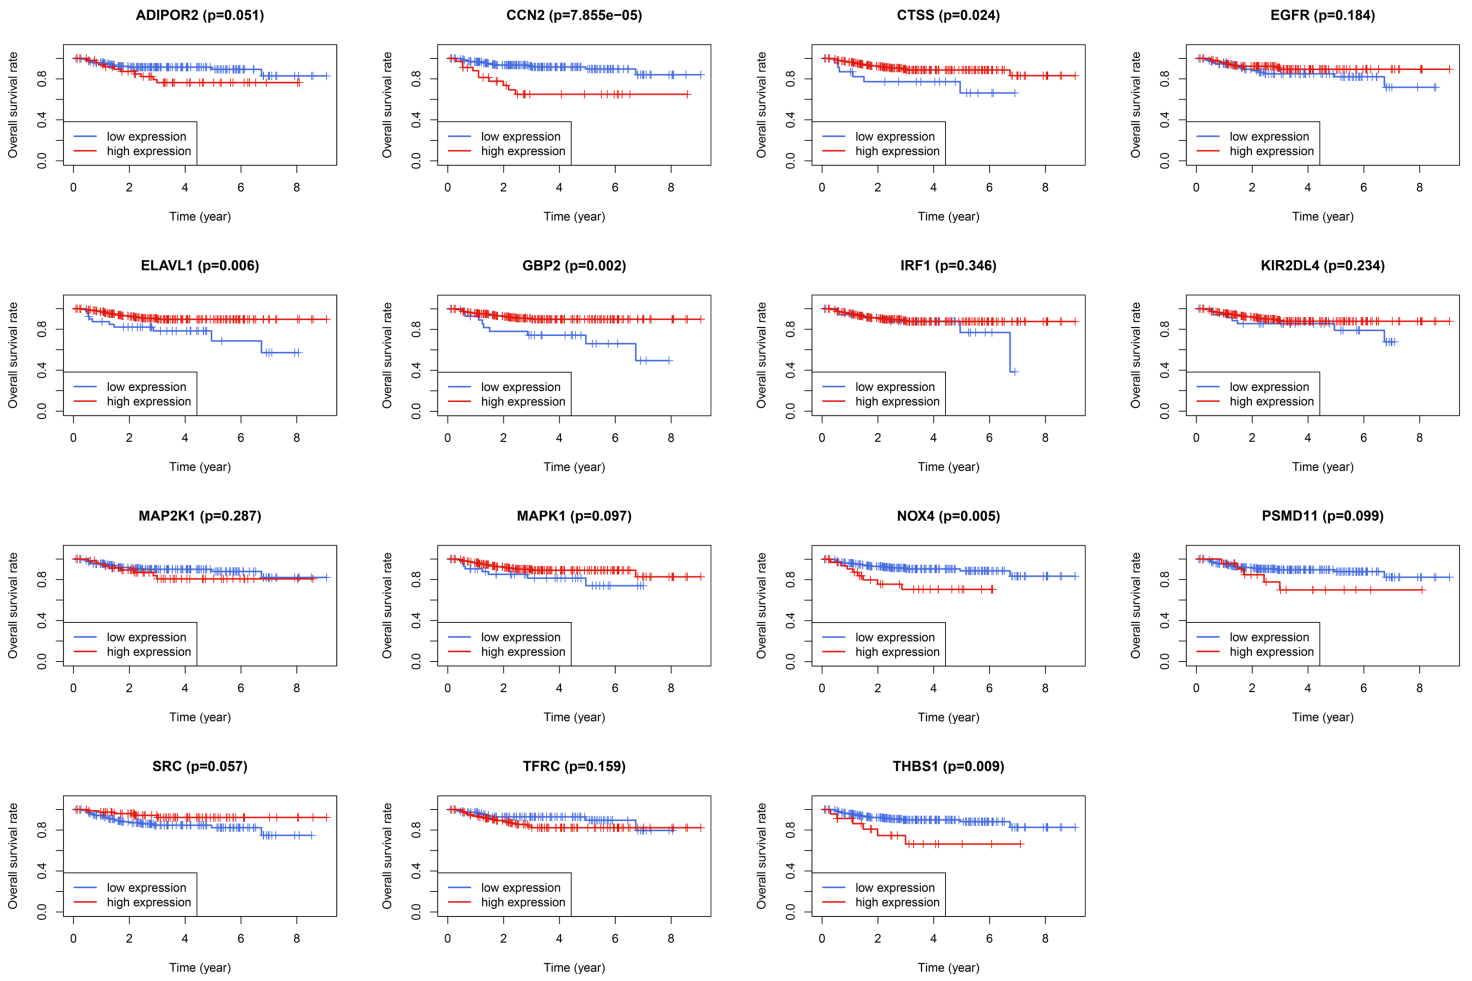 ADIPOR2 (p=0.051)
Overall survival rate
0.0 0.4 0.8
low expression
high expression
0 2 4 6 8
Time (year)
CCN2 (p=7.855e−05)
Overall survival rate
0.0 0.4 0.8
low expression
high expression
0 2 4 6 8
Time (year)
CTSS (p=0.024)
Overall survival rate
0.0 0.4 0.8
low expression
high expression
0 2 4 6 8
Time (year)
EGFR (p=0.184)
Overall survival rate
0.0 0.4 0.8
low expression
high expression
0 2 4 6 8
Time (year)
ELAVL1 (p=0.006)
Overall survival rate
0.0 0.4 0.8
low expression
high expression
0 2 4 6 8
Time (year)
GBP2 (p=0.002)
Overall survival rate
0.0 0.4 0.8
low expression
high expression
0 2 4 6 8
Time (year)
IRF1 (p=0.346)
Overall survival rate
0.0 0.4 0.8
low expression
high expression
0 2 4 6 8
Time (year)
KIR2DL4 (p=0.234)
Overall survival rate
0.0 0.4 0.8
low expression
high expression
0 2 4 6 8
Time (year)
MAP2K1 (p=0.287)
Overall survival rate
0.0 0.4 0.8
low expression
high expression
0 2 4 6 8
Time (year)
MAPK1 (p=0.097)
Overall survival rate
0.0 0.4 0.8
low expression
high expression
0 2 4 6 8
Time (year)
NOX4 (p=0.005)
Overall survival rate
0.0 0.4 0.8
low expression
high expression
0 2 4 6 8
Time (year)
PSMD11 (p=0.099)
Overall survival rate
0.0 0.4 0.8
low expression
high expression
0 2 4 6 8
Time (year)
SRC (p=0.057)
Overall survival rate
0.0 0.4 0.8
low expression
high expression
0 2 4 6 8
Time (year)
TFRC (p=0.159)
Overall survival rate
0.0 0.4 0.8
low expression
high expression
0 2 4 6 8
Time (year)
THBS1 (p=0.009)
Overall survival rate
0.0 0.4 0.8
low expression
high expression
0 2 4 6 8
Time (year)